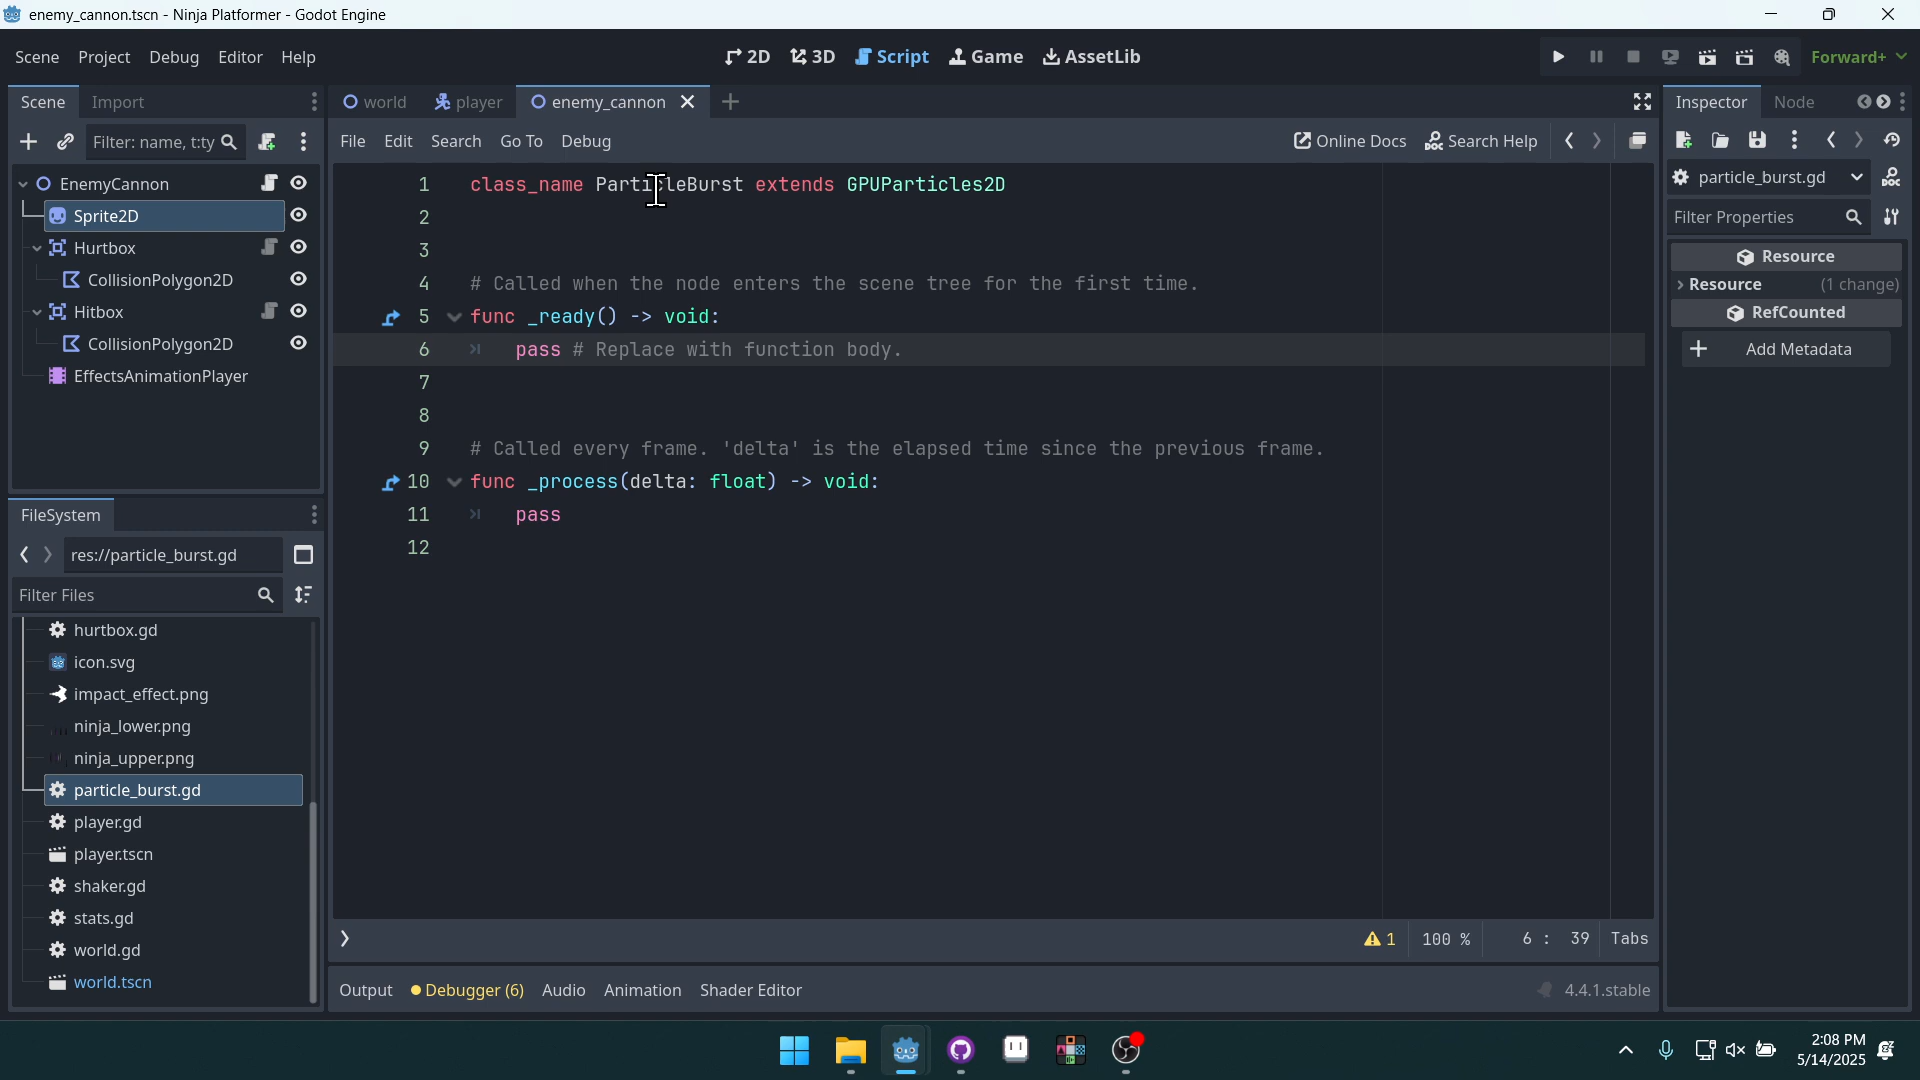 enemy_cannon.tscn - Ninja Platformer - Godot Engine
Scene Project Debug Editor Help
2D 3D Script Game AssetLib
Forward+
Scene Import
world player enemy_cannon
Inspector Node
Filter: name, t:ty
File Edit Search Go To Debug
Online Docs Search Help
EnemyCannon
Sprite2D
Hurtbox
CollisionPolygon2D
Hitbox
CollisionPolygon2D
EffectsAnimationPlayer
1 class_name ParticleBurst extends GPUParticles2D
2
3
4 # Called when the node enters the scene tree for the first time.
5 func _ready() -> void:
6 pass # Replace with function body.
7
8
9 # Called every frame. 'delta' is the elapsed time since the previous frame.
10 func _process(delta: float) -> void:
11 pass
12
particle_burst.gd
Filter Properties
Resource
Resource (1 change)
RefCounted
Add Metadata
FileSystem
res://particle_burst.gd
Filter Files
hurtbox.gd
icon.svg
impact_effect.png
ninja_lower.png
ninja_upper.png
particle_burst.gd
player.gd
player.tscn
shaker.gd
stats.gd
world.gd
world.tscn
1 100 % 6 : 39 Tabs
Output Debugger (6) Audio Animation Shader Editor
4.4.1.stable
2:08 PM
5/14/2025